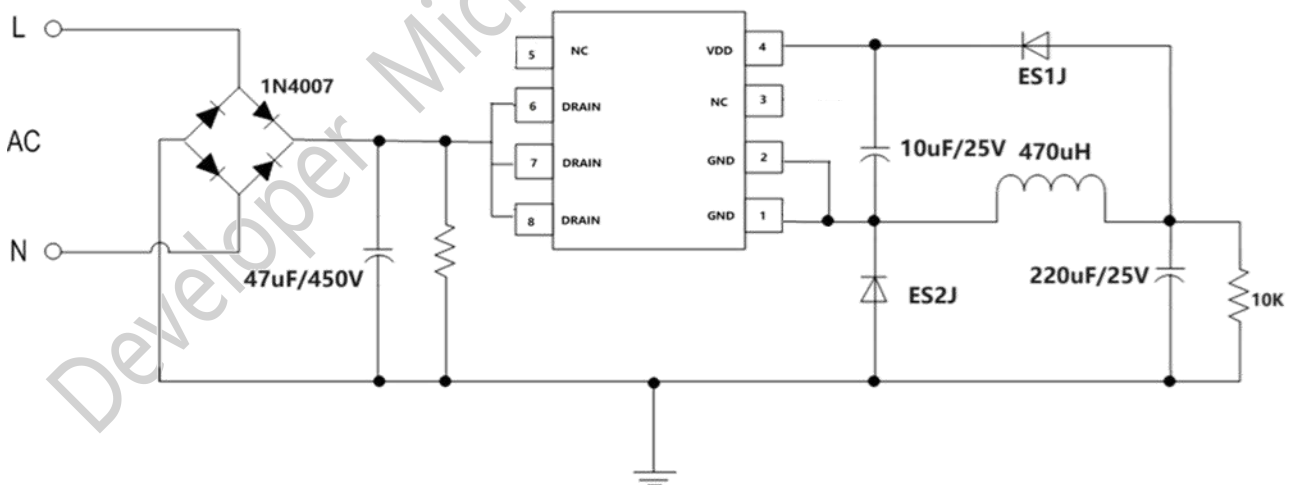 L
AC
N
1N4007
47uF/450V
5 NC
6 DRAIN
7 DRAIN
8 DRAIN
VDD 4
NC 3
GND 2
GND 1
ES1J
10uF/25V
470uH
ES2J
220uF/25V
10K
Developer Mic